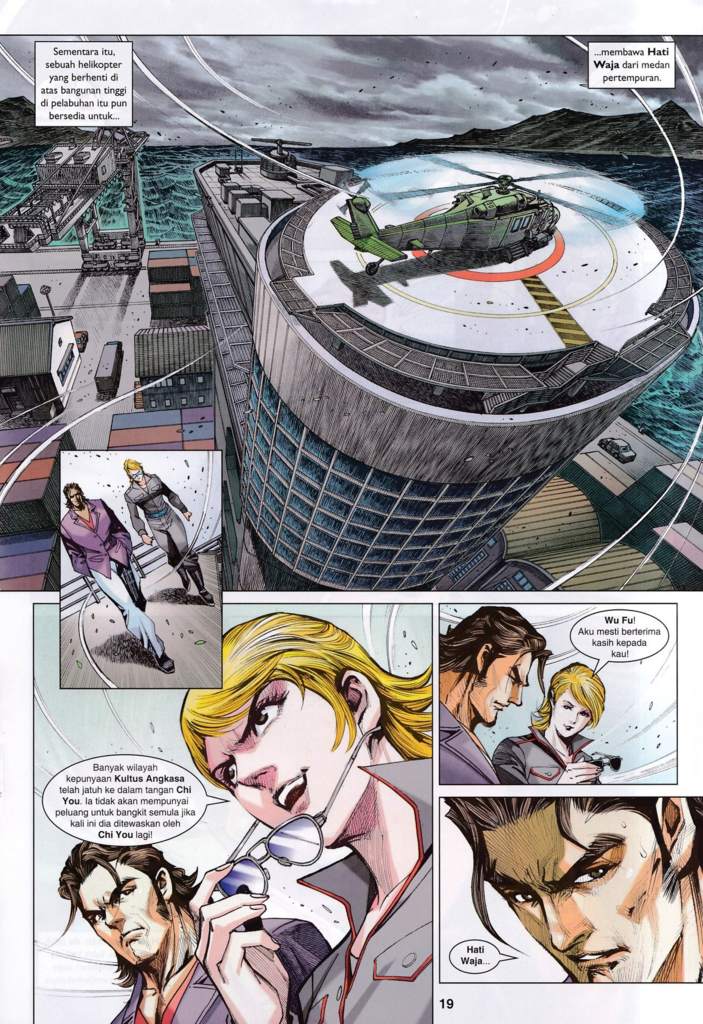 Sementara itu,
sebuah helikopter
yang berhenti di
atas bangunan tinggi
di pelabuhan itu pun
bersedia untuk...
...membawa Hati
Waja dari medan
pertempuran.
Banyak wilayah
kepunyaan Kultus Angkasa
telah jatuh ke dalam tangan Chi
You. Ia tidak akan mempunyai
peluang untuk bangkit semula jika
kali ini dia ditewaskan oleh
Chi You lagi!
Wu Fu!
Aku mesti berterima
kasih kepada
kau!
Hati
Waja...
19